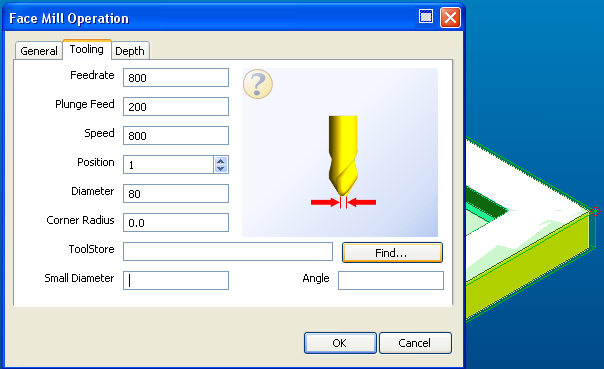 Face Mill Operation
General Tooling Depth
Feedrate 800
Plunge Feed 200
Speed 800
Position 1
Diameter 80
Corner Radius 0.0
ToolStore Find...
Small Diameter Angle
OK Cancel
?